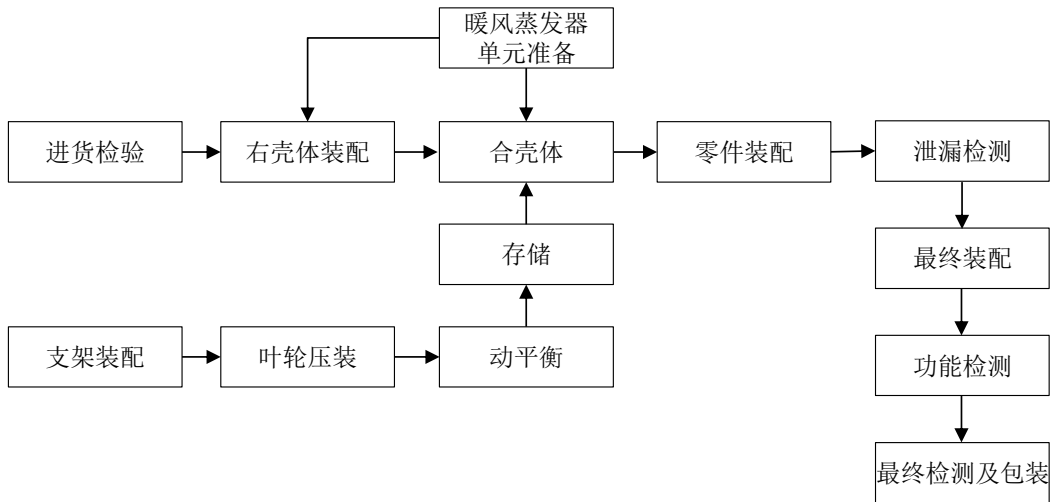 暖风蒸发器
单元准备
进货检验
右壳体装配
合壳体
零件装配
泄漏检测
存储
最终装配
支架装配
叶轮压装
动平衡
功能检测
最终检测及包装